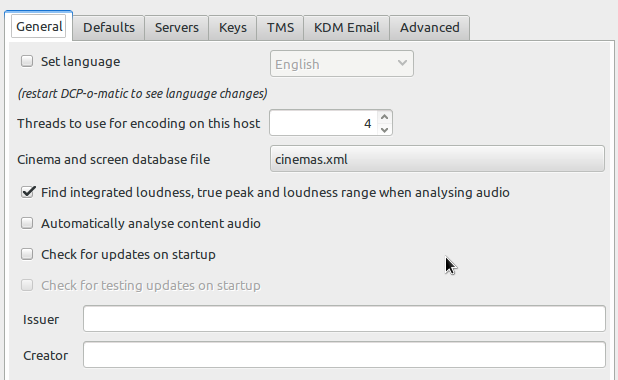 General Defaults Servers Keys TMS KDM Email Advanced
Set language English
(restart DCP-o-matic to see language changes)
Threads to use for encoding on this host 4
Cinema and screen database file cinemas.xml
Find integrated loudness, true peak and loudness range when analysing audio
Automatically analyse content audio
Check for updates on startup
Check for testing updates on startup
Issuer
Creator